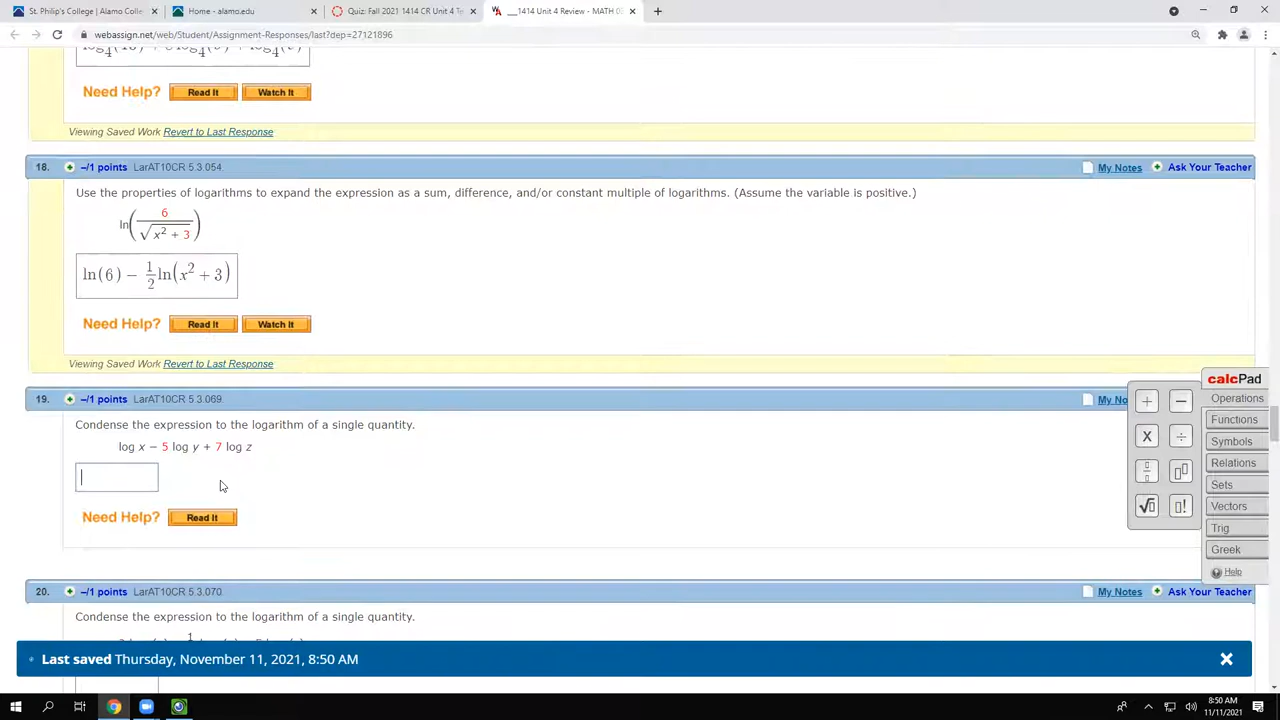 St. Philip's College | Alamo Colle
Home - alamo.edu
Quiz: Fall 2021 1414 CR Unit 4 Te
__1414 Unit 4 Review - MATH 0
webassign.net/web/Student/Assignment-Responses/last?dep=27121896
Need Help? Read It Watch It
Viewing Saved Work Revert to Last Response
18. –/1 points LarAT10CR 5.3.054. My Notes Ask Your Teacher
Use the properties of logarithms to expand the expression as a sum, difference, and/or constant multiple of logarithms. (Assume the variable is positive.)
ln(6/√(x² + 3))
ln(6) − 1/2 ln(x² + 3)
Need Help? Read It Watch It
Viewing Saved Work Revert to Last Response
calcPad
19. –/1 points LarAT10CR 5.3.069. My No
Operations
Functions
Condense the expression to the logarithm of a single quantity.
log x − 5 log y + 7 log z
Symbols
Relations
Sets
Vectors
Need Help? Read It
Trig
Greek
Help
20. –/1 points LarAT10CR 5.3.070. My Notes Ask Your Teacher
Condense the expression to the logarithm of a single quantity.
Last saved Thursday, November 11, 2021, 8:50 AM
8:50 AM
11/11/2021